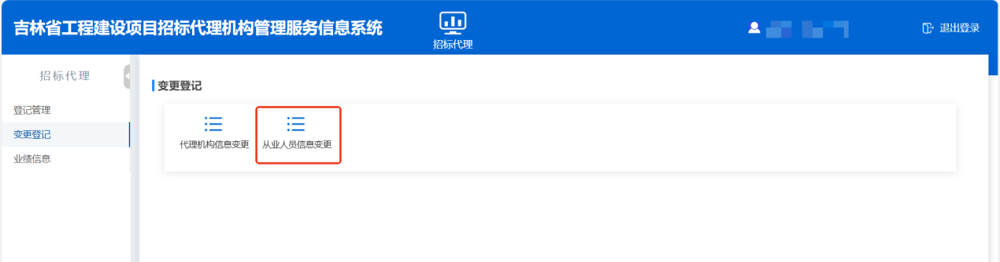 吉林省工程建设项目招标代理机构管理服务信息系统
招标代理
退出登录
招标代理
登记管理
变更登记
业绩信息
变更登记
代理机构信息变更
从业人员信息变更